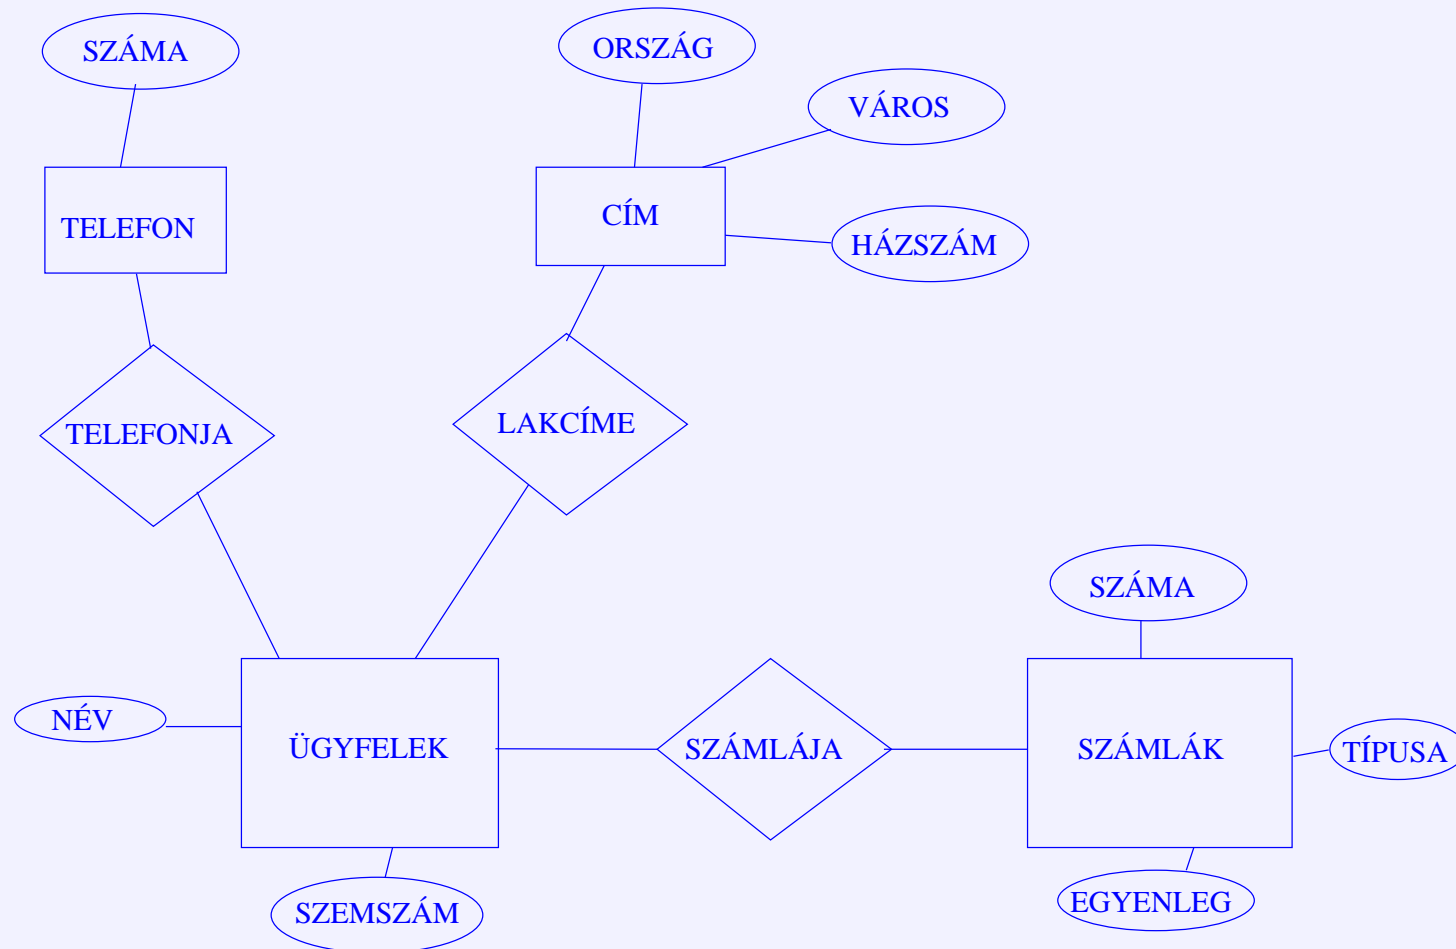 SZÁMA
ORSZÁG
VÁROS
TELEFON
CÍM
HÁZSZÁM
TELEFONJA
LAKCÍME
SZÁMA
NÉV
ÜGYFELEK
SZÁMLÁJA
SZÁMLÁK
TÍPUSA
SZEMSZÁM
EGYENLEG